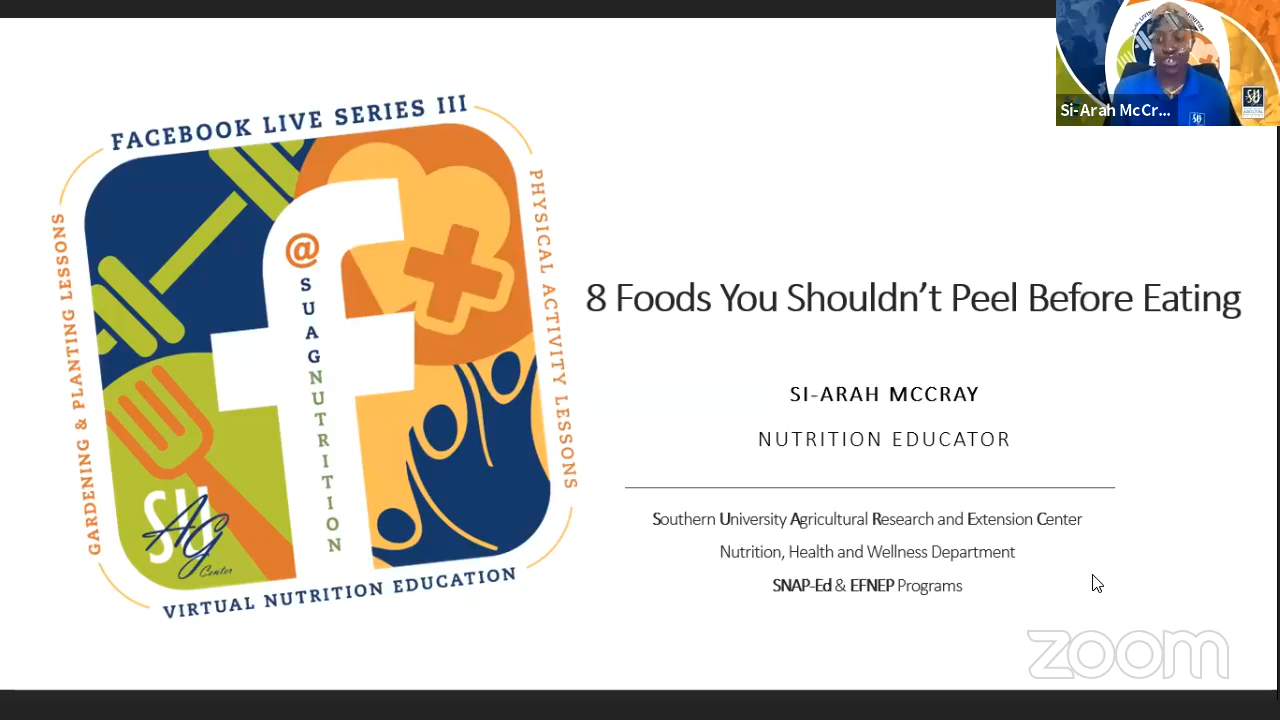 FACEBOOK LIVE SERIES III
GARDENING & PLANTING LESSONS
PHYSICAL ACTIVITY LESSONS
VIRTUAL NUTRITION EDUCATION
@SUAGNUTRITION
SU
AG
Center
8 Foods You Shouldn't Peel Before Eating
SI-ARAH MCCRAY
NUTRITION EDUCATOR
Southern University Agricultural Research and Extension Center
Nutrition, Health and Wellness Department
SNAP-Ed & EFNEP Programs
Si-Arah McCr...
zoom